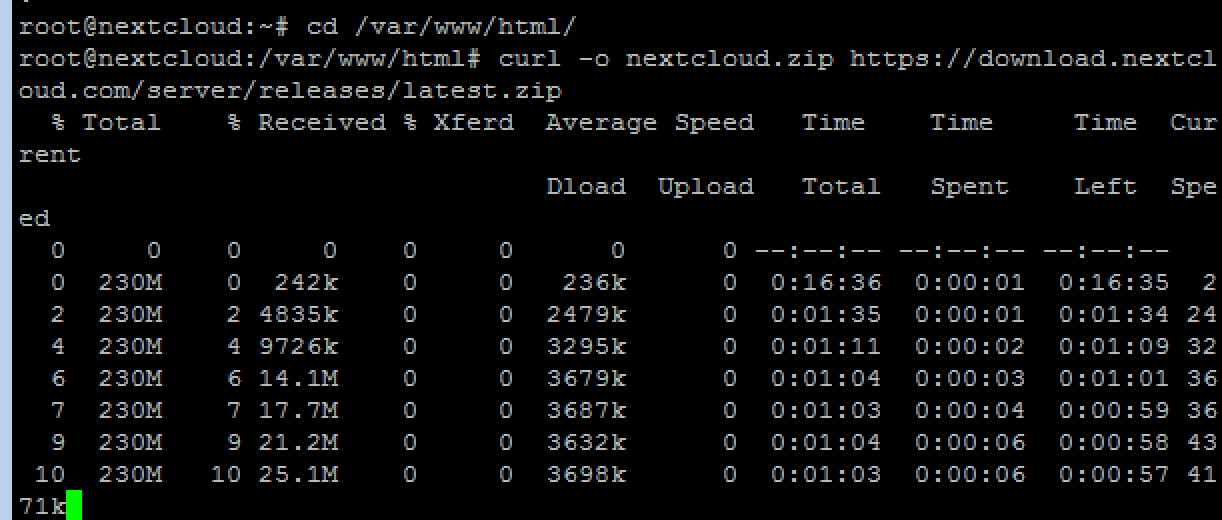 root@nextcloud:~# cd /var/www/html/
root@nextcloud:/var/www/html# curl -o nextcloud.zip https://download.nextcl
oud.com/server/releases/latest.zip
  % Total    % Received % Xferd  Average Speed   Time    Time     Time  Cur
rent
                                 Dload  Upload   Total   Spent    Left  Spe
ed
  0     0    0     0    0     0      0      0 --:--:-- --:--:-- --:--:--
  0  230M    0  242k    0     0   236k      0  0:16:36  0:00:01  0:16:35  2
  2  230M    2 4835k    0     0  2479k      0  0:01:35  0:00:01  0:01:34 24
  4  230M    4 9726k    0     0  3295k      0  0:01:11  0:00:02  0:01:09 32
  6  230M    6 14.1M    0     0  3679k      0  0:01:04  0:00:03  0:01:01 36
  7  230M    7 17.7M    0     0  3687k      0  0:01:03  0:00:04  0:00:59 36
  9  230M    9 21.2M    0     0  3632k      0  0:01:04  0:00:06  0:00:58 43
 10  230M   10 25.1M    0     0  3698k      0  0:01:03  0:00:06  0:00:57 41
71k